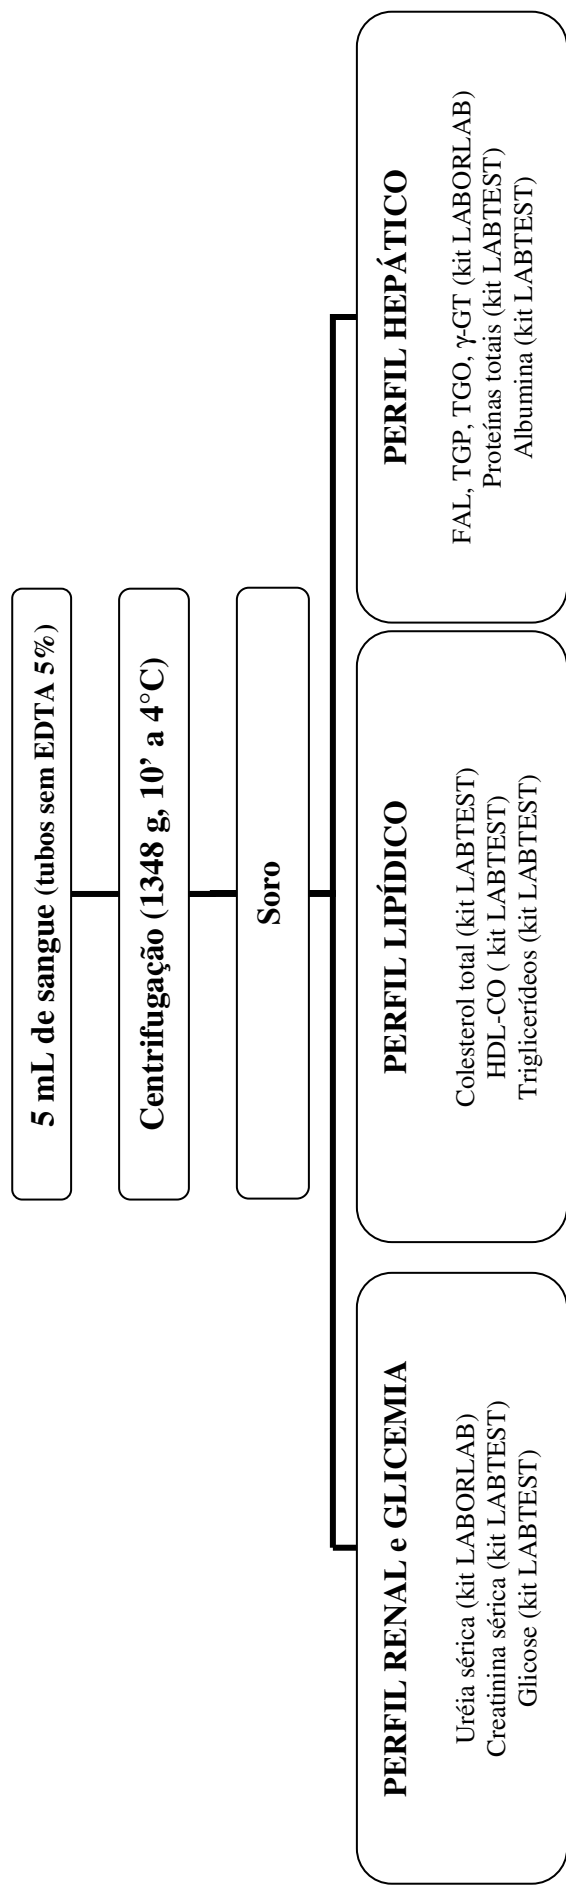 5 mL de sangue (tubos sem EDTA 5%)
Centrifugação (1348 g, 10’ a 4°C)
Soro
PERFIL RENAL e GLICEMIA
Uréia sérica (kit LABORLAB)
Creatinina sérica (kit LABTEST)
Glicose (kit LABTEST)
PERFIL LIPÍDICO
Colesterol total (kit LABTEST)
HDL-CO ( kit LABTEST)
Triglicerídeos (kit LABTEST)
PERFIL HEPÁTICO
FAL, TGP, TGO, γ-GT (kit LABORLAB)
Proteínas totais (kit LABTEST)
Albumina (kit LABTEST)